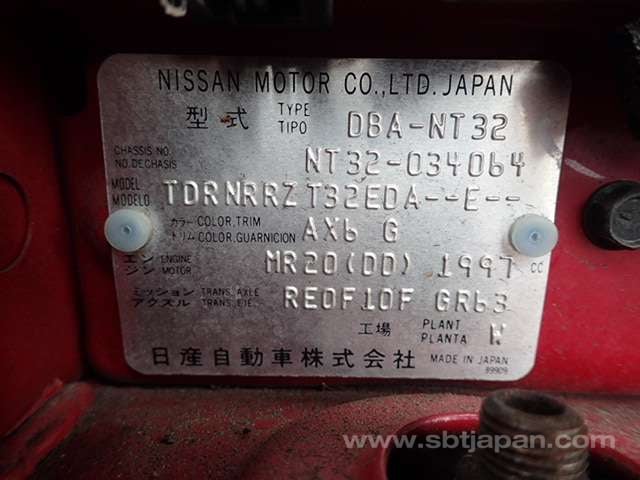 NISSAN MOTOR CO.,LTD.JAPAN
型式 TYPE TIPO DBA-NT32
CHASSIS NO. NO.DECHASIS NT32-034064
MODEL MODELO TDRNRRZ T32EDA--E--
カラー COLOR,TRIM トリム COLOR,GUARNICION AX6 G
エンジン ENGINE MOTOR MR20(DD) 1997 CC
ミッション アクスル TRANS. AXLE TRANS. EJE. RE0F10F GR63
工場 PLANT PLANTA W
日産自動車株式会社 MADE IN JAPAN
89909
www.sbtjapan.com